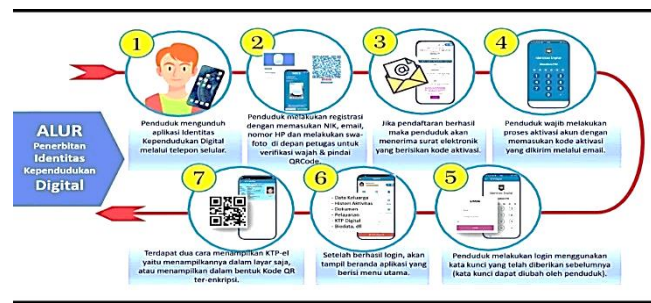 ALUR
Penerbitan
Identitas
Kependudukan
Digital
1
Penduduk mengunduh
aplikasi Identitas
Kependudukan Digital
melalui telepon selular.
2
Penduduk melakukan registrasi
dengan memasukan NIK, email,
nomor HP dan melakukan swa-
foto di depan petugas untuk
verifikasi wajah & pindai
QRCode.
3
Jika pendaftaran berhasil
maka penduduk akan
menerima surat elektronik
yang berisikan kode aktivasi.
4
Penduduk wajib melakukan
proses aktivasi akun dengan
memasukan kode aktivasi
yang dikirim melalui email.
5
Penduduk melakukan login menggunakan
kata kunci yang telah diberikan sebelumnya
(kata kunci dapat diubah oleh penduduk).
6
- Data Keluarga
- Histori Aktivitas
- Dokumen
- Pelayanan
- KTP Digital
- Biodata, dll
Setelah berhasil login, akan
tampil beranda aplikasi yang
berisi menu utama.
7
Terdapat dua cara menampilkan KTP-el
yaitu menampilkannya dalam layar saja,
atau menampilkan dalam bentuk Kode QR
ter-enkripsi.